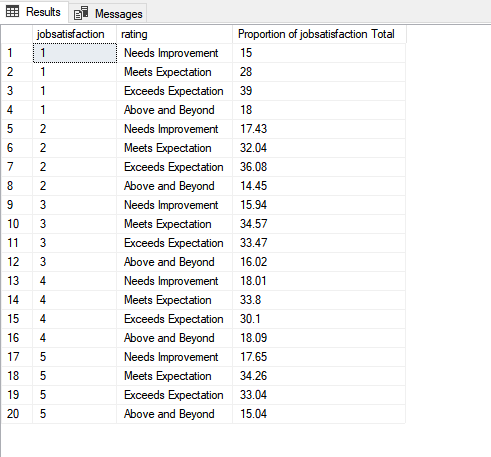 Results Messages
jobsatisfaction rating Proportion of jobsatisfaction Total
1 1 Needs Improvement 15
2 1 Meets Expectation 28
3 1 Exceeds Expectation 39
4 1 Above and Beyond 18
5 2 Needs Improvement 17.43
6 2 Meets Expectation 32.04
7 2 Exceeds Expectation 36.08
8 2 Above and Beyond 14.45
9 3 Needs Improvement 15.94
10 3 Meets Expectation 34.57
11 3 Exceeds Expectation 33.47
12 3 Above and Beyond 16.02
13 4 Needs Improvement 18.01
14 4 Meets Expectation 33.8
15 4 Exceeds Expectation 30.1
16 4 Above and Beyond 18.09
17 5 Needs Improvement 17.65
18 5 Meets Expectation 34.26
19 5 Exceeds Expectation 33.04
20 5 Above and Beyond 15.04